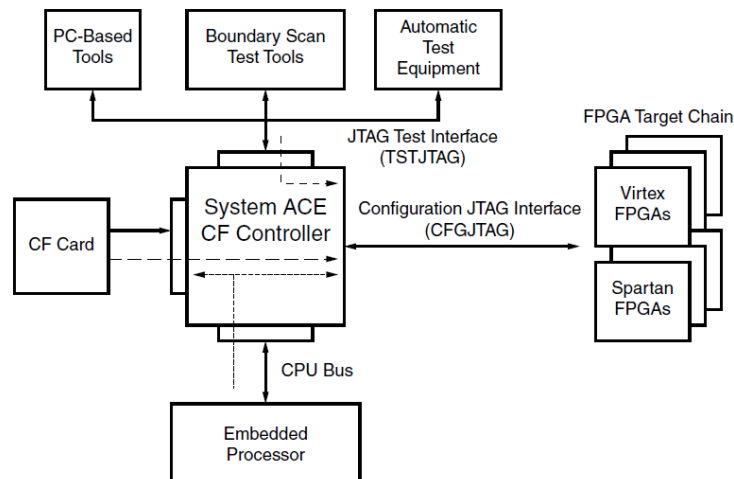 PC-Based
Tools
Boundary Scan
Test Tools
Automatic
Test
Equipment
JTAG Test Interface
(TSTJTAG)
FPGA Target Chain
CF Card
System ACE
CF Controller
Configuration JTAG Interface
(CFGJTAG)
Virtex
FPGAs
Spartan
FPGAs
CPU Bus
Embedded
Processor